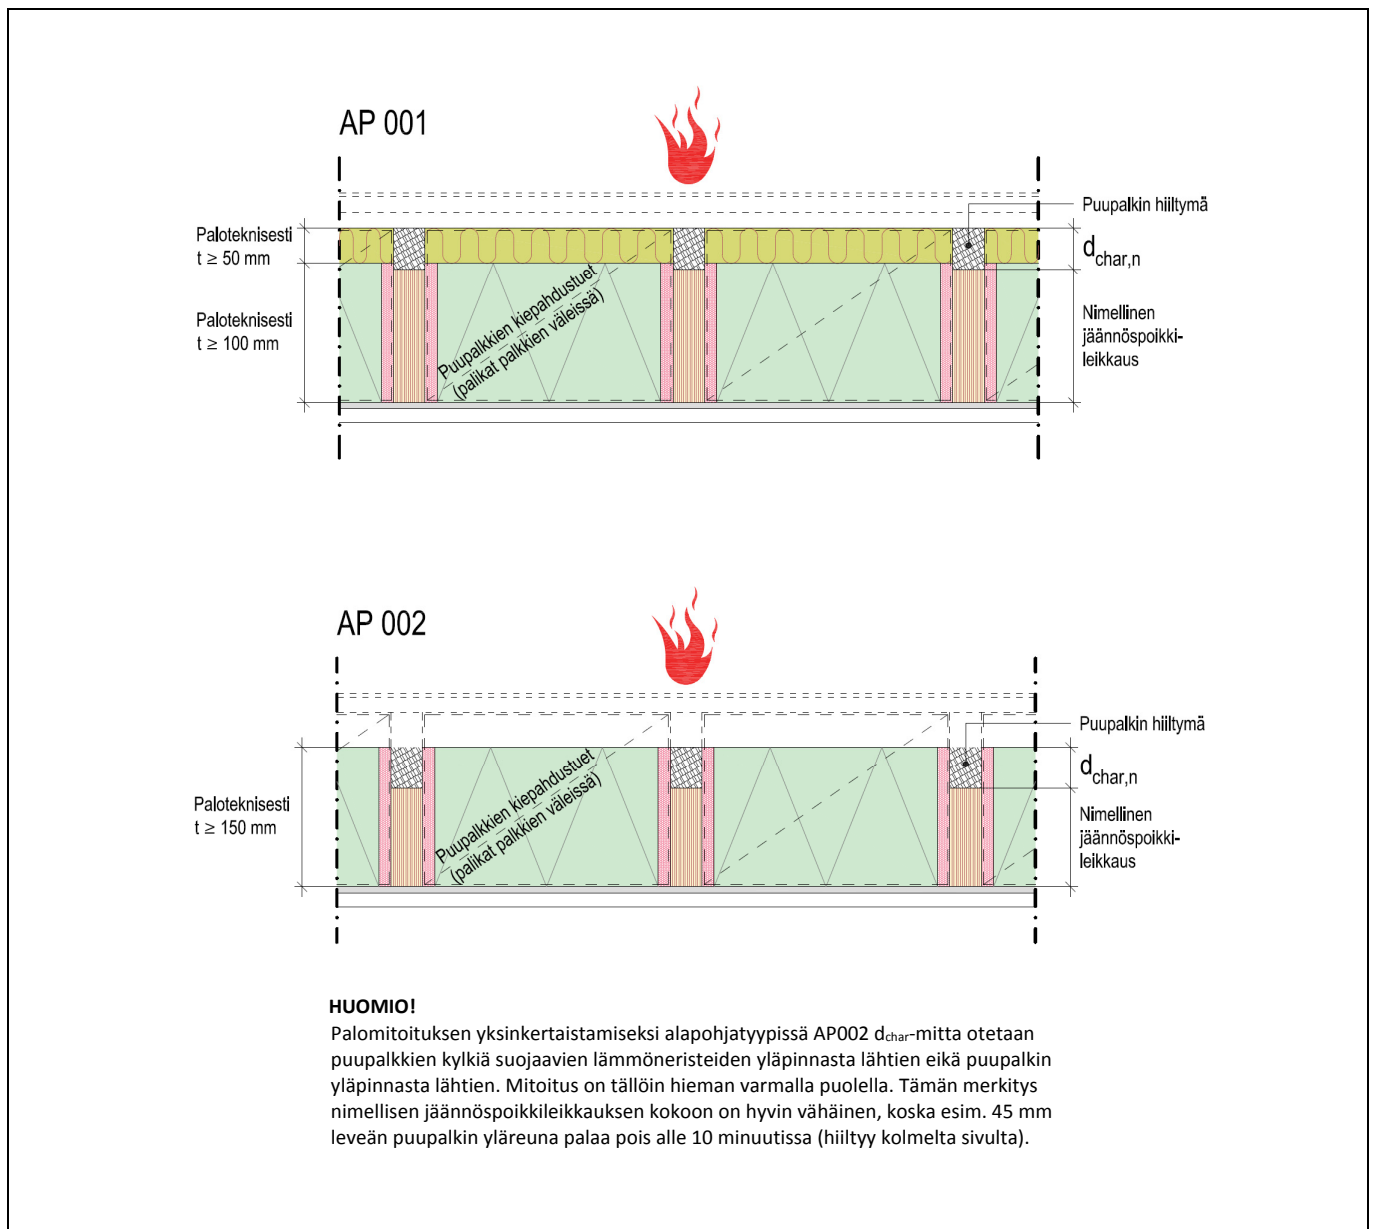 AP 001
Puupalkin hiiltymä
Paloteknisesti
t ≥ 50 mm
dchar,n
Paloteknisesti
t ≥ 100 mm
Puupalkkien kiepahdustuet
(palikat palkkien väleissä)
Nimellinen
jäännöspoikki-
leikkaus
AP 002
Puupalkin hiiltymä
dchar,n
Paloteknisesti
t ≥ 150 mm
Puupalkkien kiepahdustuet
(palikat palkkien väleissä)
Nimellinen
jäännöspoikki-
leikkaus
HUOMIO!
Palomitoituksen yksinkertaistamiseksi alapohjatyypissä AP002 dchar-mitta otetaan
puupalkkien kylkiä suojaavien lämmöneristeiden yläpinnasta lähtien eikä puupalkin
yläpinnasta lähtien. Mitoitus on tällöin hieman varmalla puolella. Tämän merkitys
nimellisen jäännöspoikkileikkauksen kokoon on hyvin vähäinen, koska esim. 45 mm
leveän puupalkin yläreuna palaa pois alle 10 minuutissa (hiiltyy kolmelta sivulta).